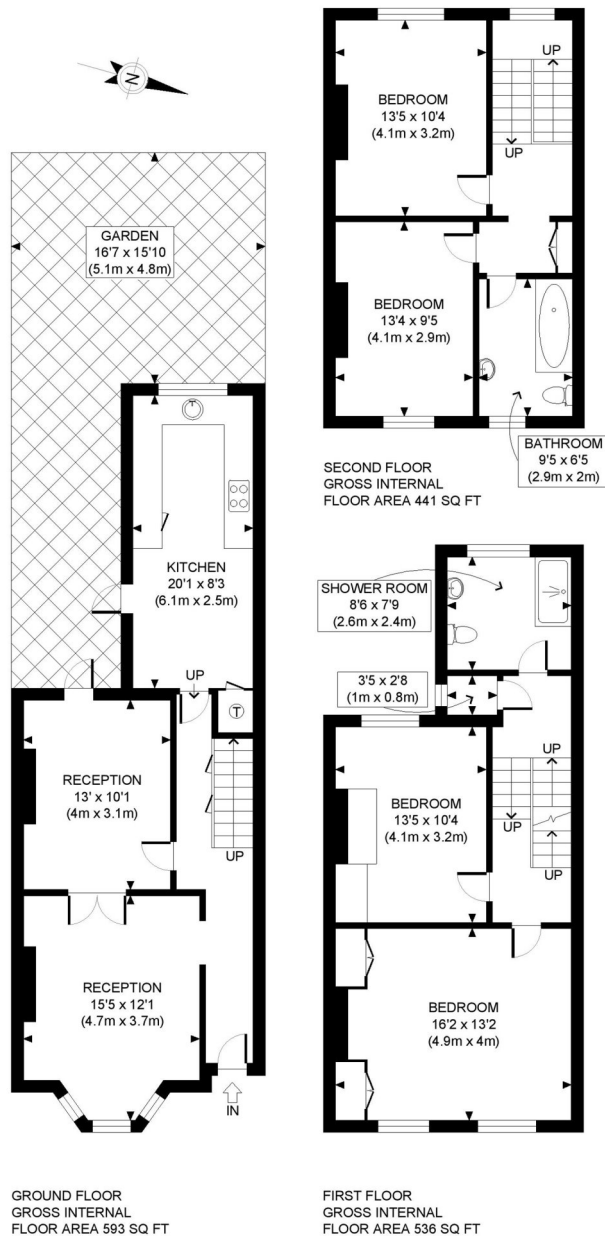 N
GARDEN
16'7 x 15'10
(5.1m x 4.8m)
KITCHEN
20'1 x 8'3
(6.1m x 2.5m)
UP
T
RECEPTION
13' x 10'1
(4m x 3.1m)
UP
RECEPTION
15'5 x 12'1
(4.7m x 3.7m)
IN
GROUND FLOOR
GROSS INTERNAL
FLOOR AREA 593 SQ FT
BEDROOM
13'5 x 10'4
(4.1m x 3.2m)
UP
UP
BEDROOM
13'4 x 9'5
(4.1m x 2.9m)
BATHROOM
9'5 x 6'5
(2.9m x 2m)
SECOND FLOOR
GROSS INTERNAL
FLOOR AREA 441 SQ FT
SHOWER ROOM
8'6 x 7'9
(2.6m x 2.4m)
3'5 x 2'8
(1m x 0.8m)
UP
BEDROOM
13'5 x 10'4
(4.1m x 3.2m)
UP
UP
BEDROOM
16'2 x 13'2
(4.9m x 4m)
FIRST FLOOR
GROSS INTERNAL
FLOOR AREA 536 SQ FT